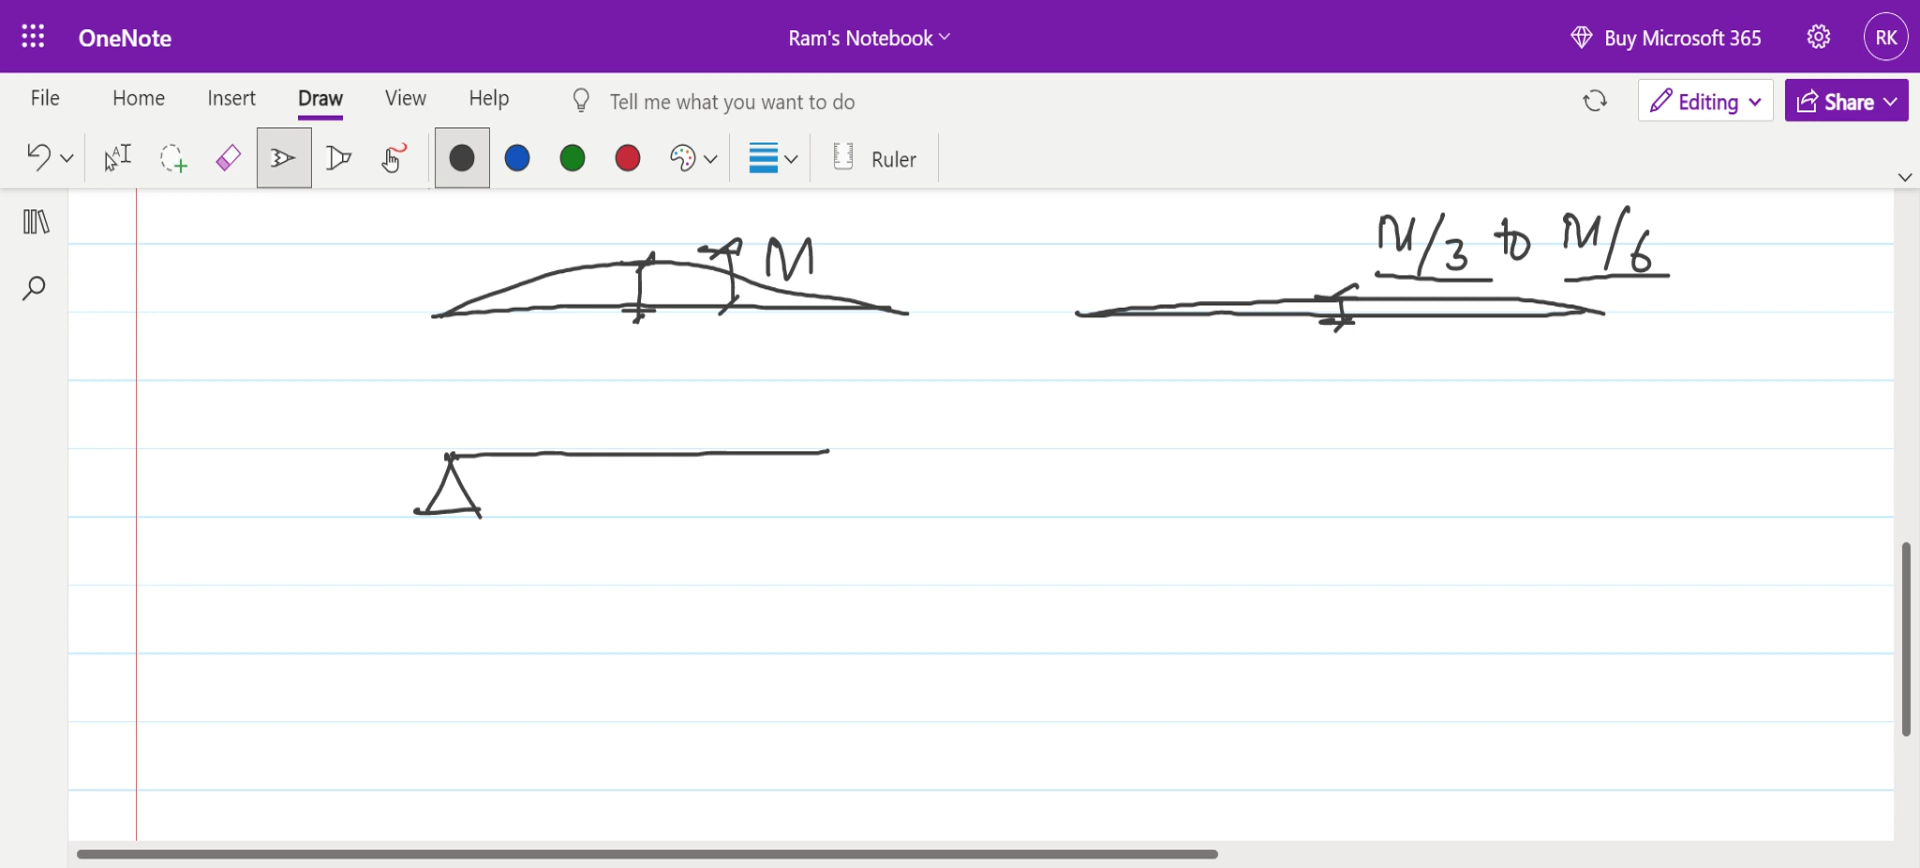 OneNote
Ram's Notebook
Buy Microsoft 365
RK
File
Home
Insert
Draw
View
Help
Tell me what you want to do
Editing
Share
Ruler
M
M/3 to M/6